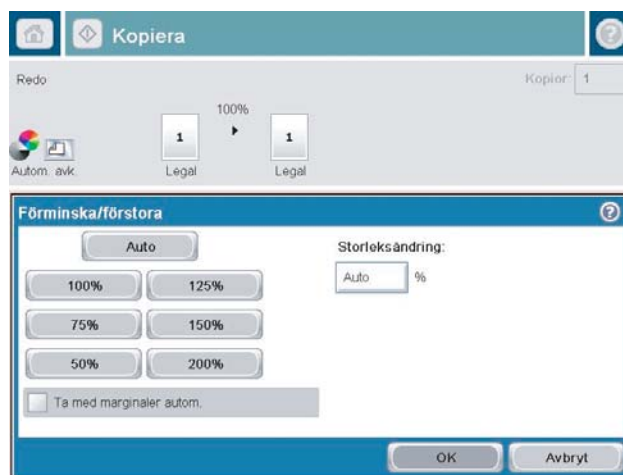 Kopiera
?
Redo
Kopior: 1
100%
1 1
Autom. avk. Legal Legal
Förminska/förstora ?
Auto
Storleksändring:
100% 125%
Auto %
75% 150%
50% 200%
Ta med marginaler autom.
OK Avbryt